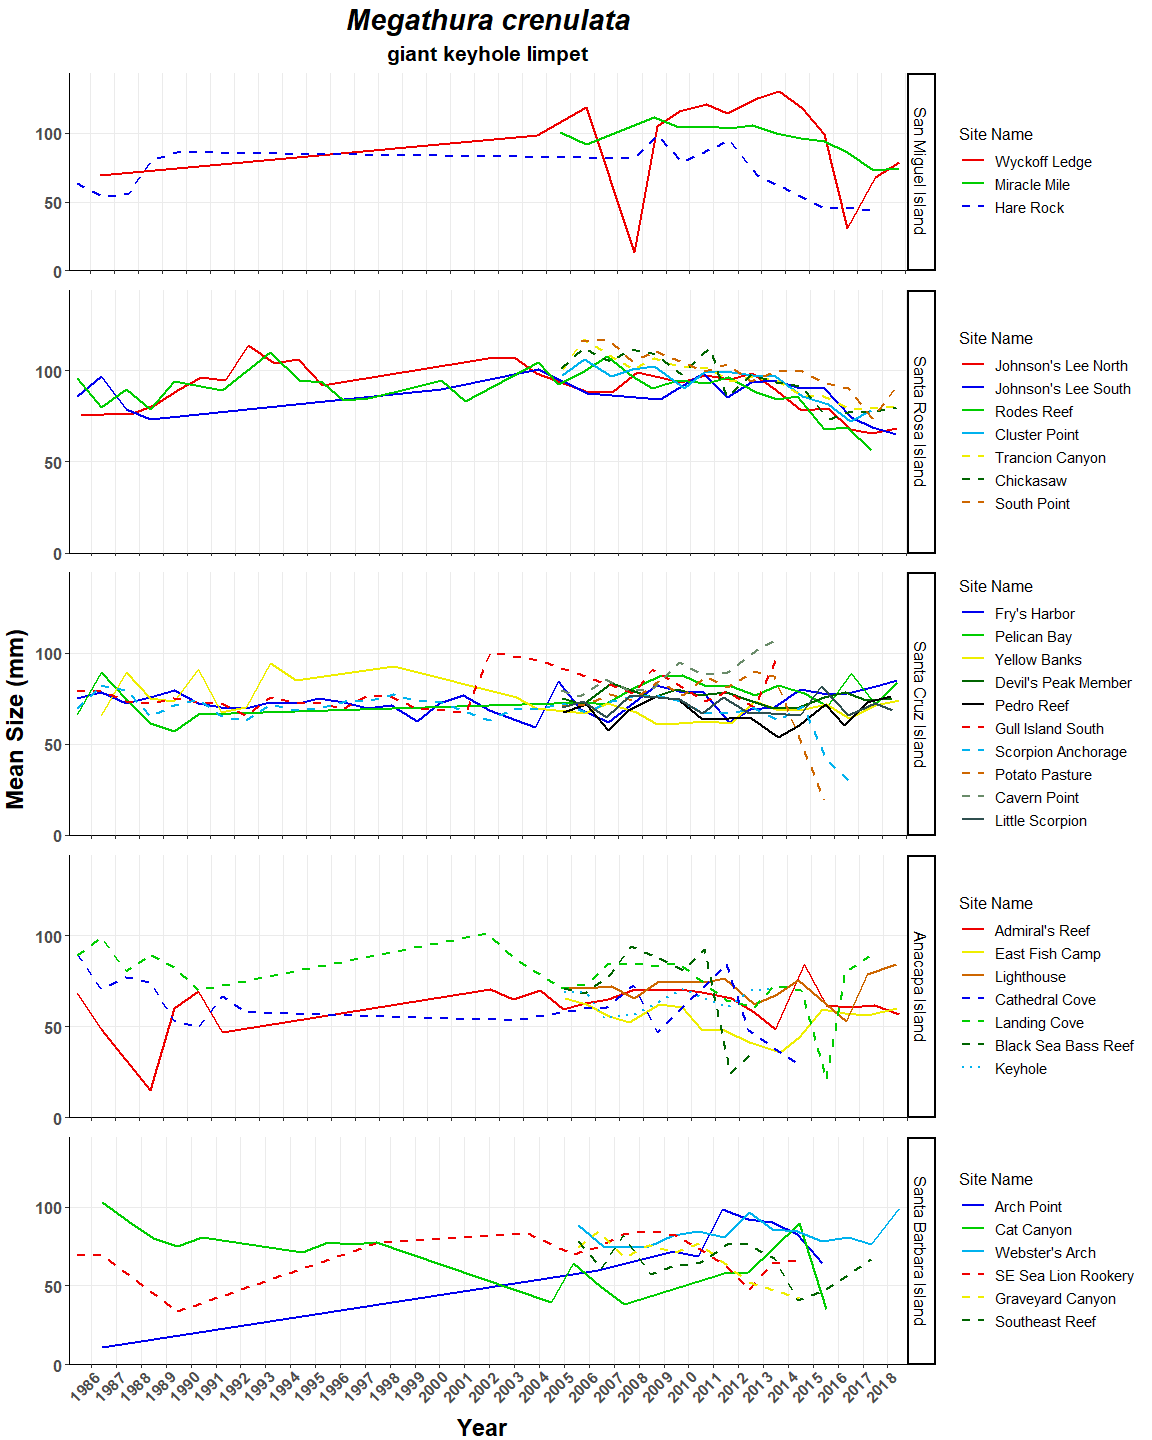 Megathura crenulata
giant keyhole limpet
Mean Size (mm)
100
50
0
San Miguel Island
Site Name
Wyckoff Ledge
Miracle Mile
Hare Rock
100
50
0
Santa Rosa Island
Site Name
Johnson's Lee North
Johnson's Lee South
Rodes Reef
Cluster Point
Trancion Canyon
Chickasaw
South Point
100
50
0
Santa Cruz Island
Site Name
Fry's Harbor
Pelican Bay
Yellow Banks
Devil's Peak Member
Pedro Reef
Gull Island South
Scorpion Anchorage
Potato Pasture
Cavern Point
Little Scorpion
100
50
0
Anacapa Island
Site Name
Admiral's Reef
East Fish Camp
Lighthouse
Cathedral Cove
Landing Cove
Black Sea Bass Reef
Keyhole
100
50
0
Santa Barbara Island
Site Name
Arch Point
Cat Canyon
Webster's Arch
SE Sea Lion Rookery
Graveyard Canyon
Southeast Reef
1986 1987 1988 1989 1990 1991 1992 1993 1994 1995 1996 1997 1998 1999 2000 2001 2002 2003 2004 2005 2006 2007 2008 2009 2010 2011 2012 2013 2014 2015 2016 2017 2018
Year